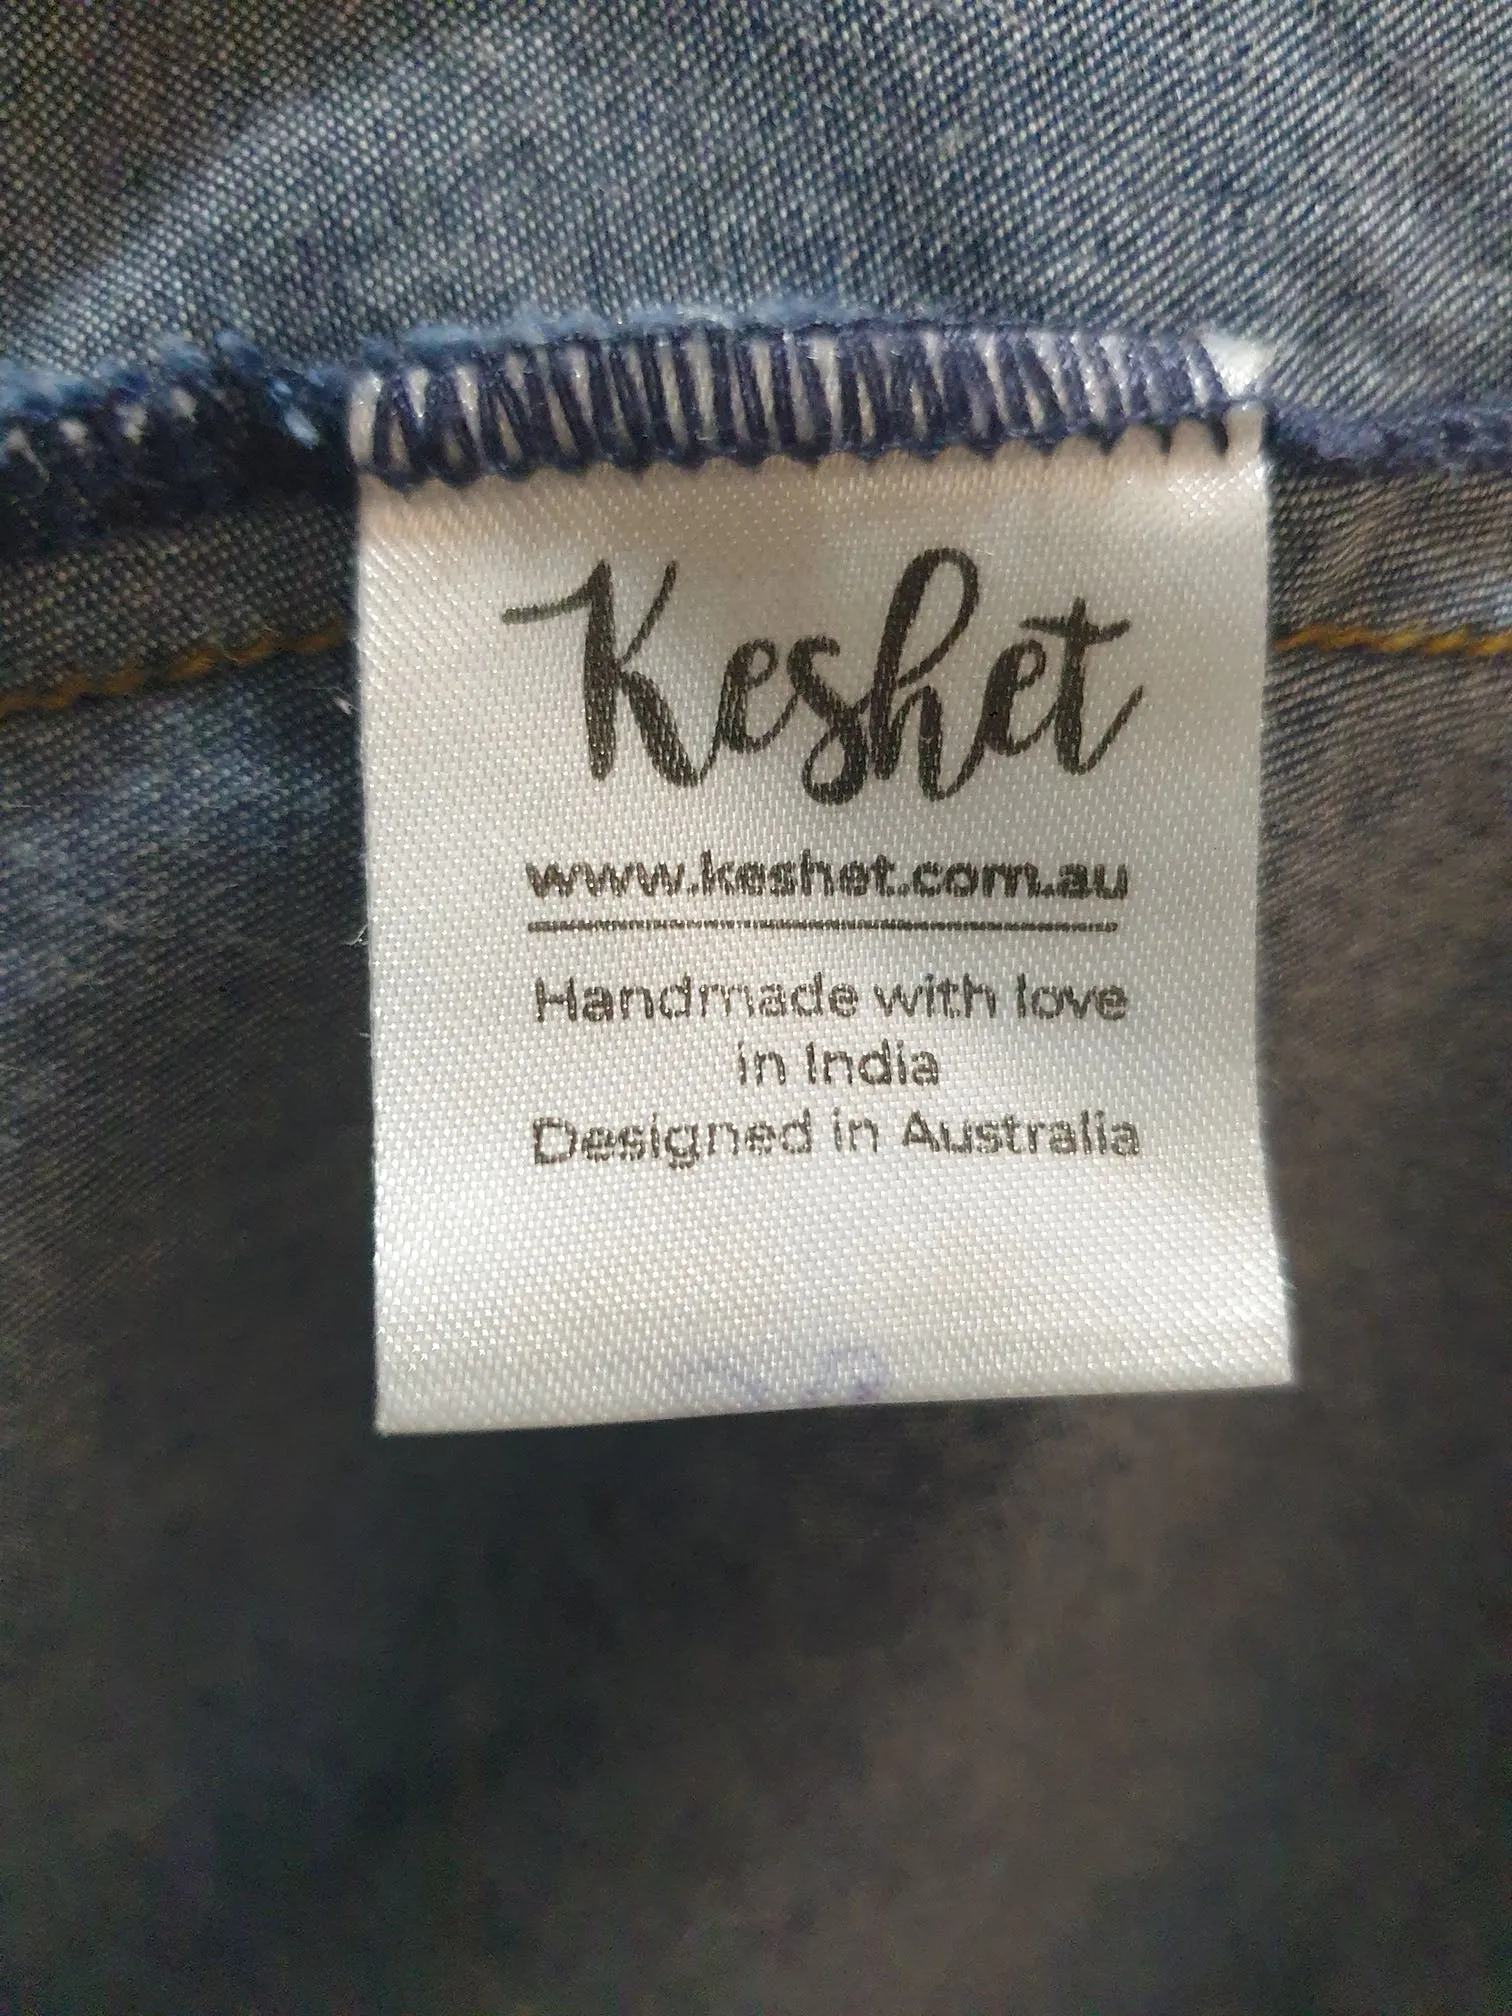 Keshet
www.keshet.com.au
Handmade with love
in India
Designed in Australia